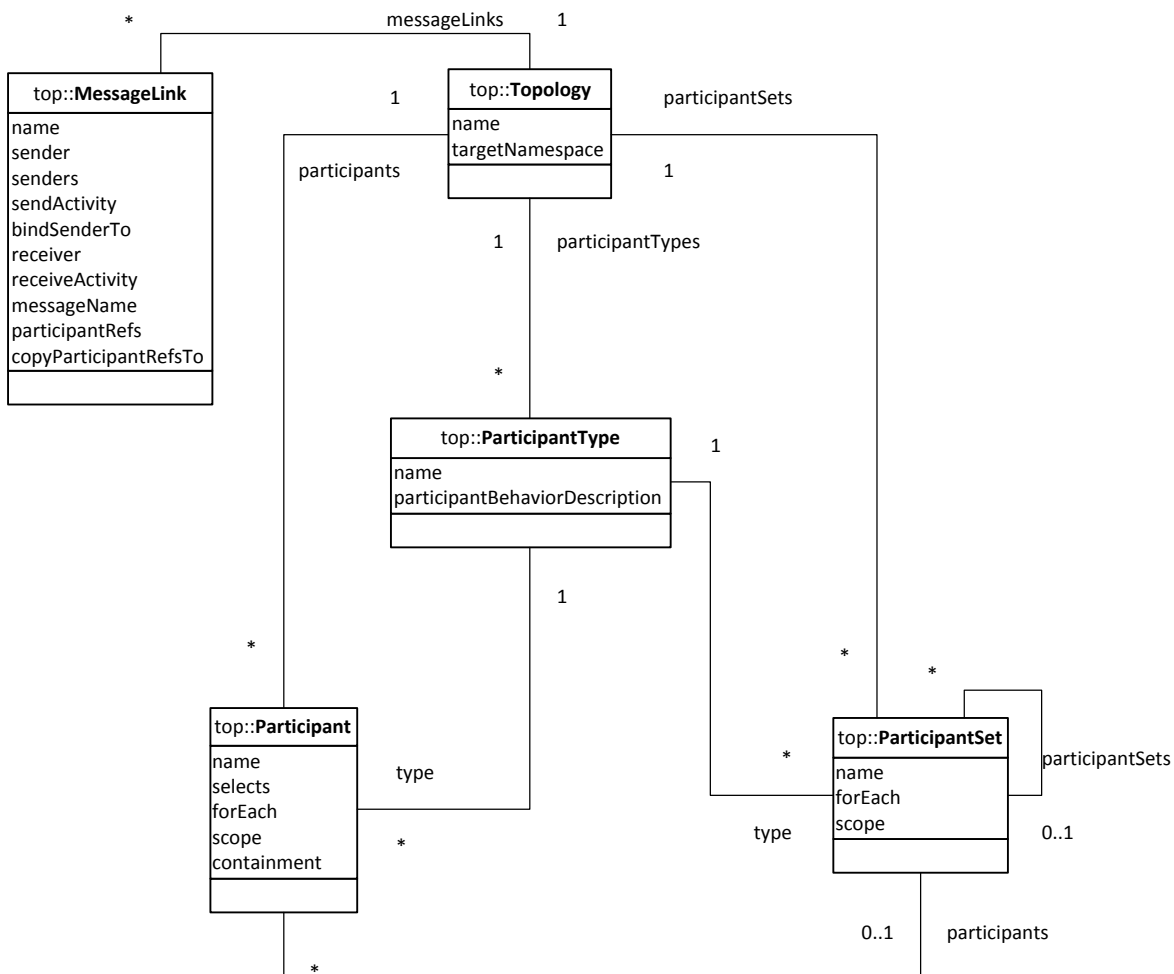 * messageLinks 1
top::MessageLink
name
sender
senders
sendActivity
bindSenderTo
receiver
receiveActivity
messageName
participantRefs
copyParticipantRefsTo
top::Topology
name
targetNamespace
1
participants
participantSets
1
1 participantTypes
*
top::ParticipantType
name
participantBehaviorDescription
1
1
*
top::Participant
name
selects
forEach
scope
containment
type
*
*
*
top::ParticipantSet
name
forEach
scope
participantSets
*
type
0..1
0..1 participants
*